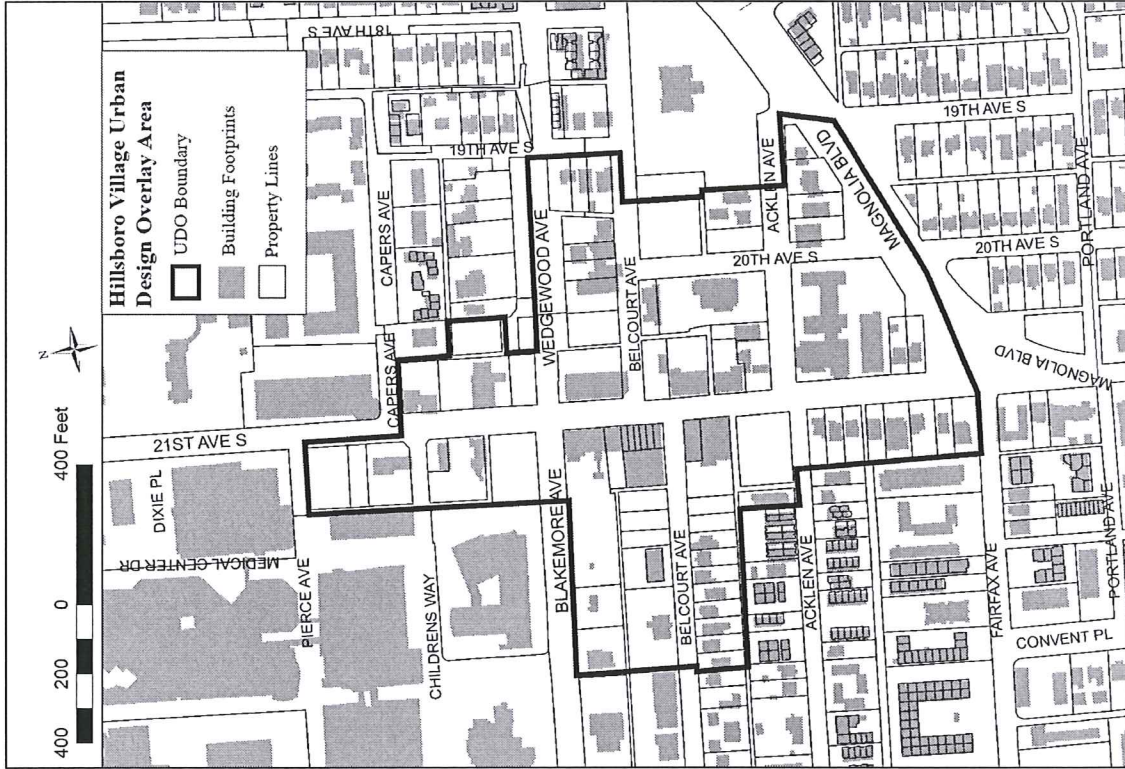 Hillsboro Village Urban
Design Overlay Area
UDO Boundary
Building Footprints
Property Lines
N
400
200
0
400 Feet
18TH AVE S
DIXIE PL
21ST AVE S
MEDICAL CENTER DR
PIERCE AVE
CAPERS AVE
CAPERS AVE
19TH AVE S
CHILDRENS WAY
BLAKEMORE AVE
WEDGEWOOD AVE
BELCOURT AVE
BELCOURT AVE
ACKLEN AVE
ACKLEN AVE
20TH AVE S
MAGNOLIA BLVD
19TH AVE S
20TH AVE S
PORTLAND AVE
MAGNOLIA BLVD
FAIRFAX AVE
CONVENT PL
PORTLAND AVE